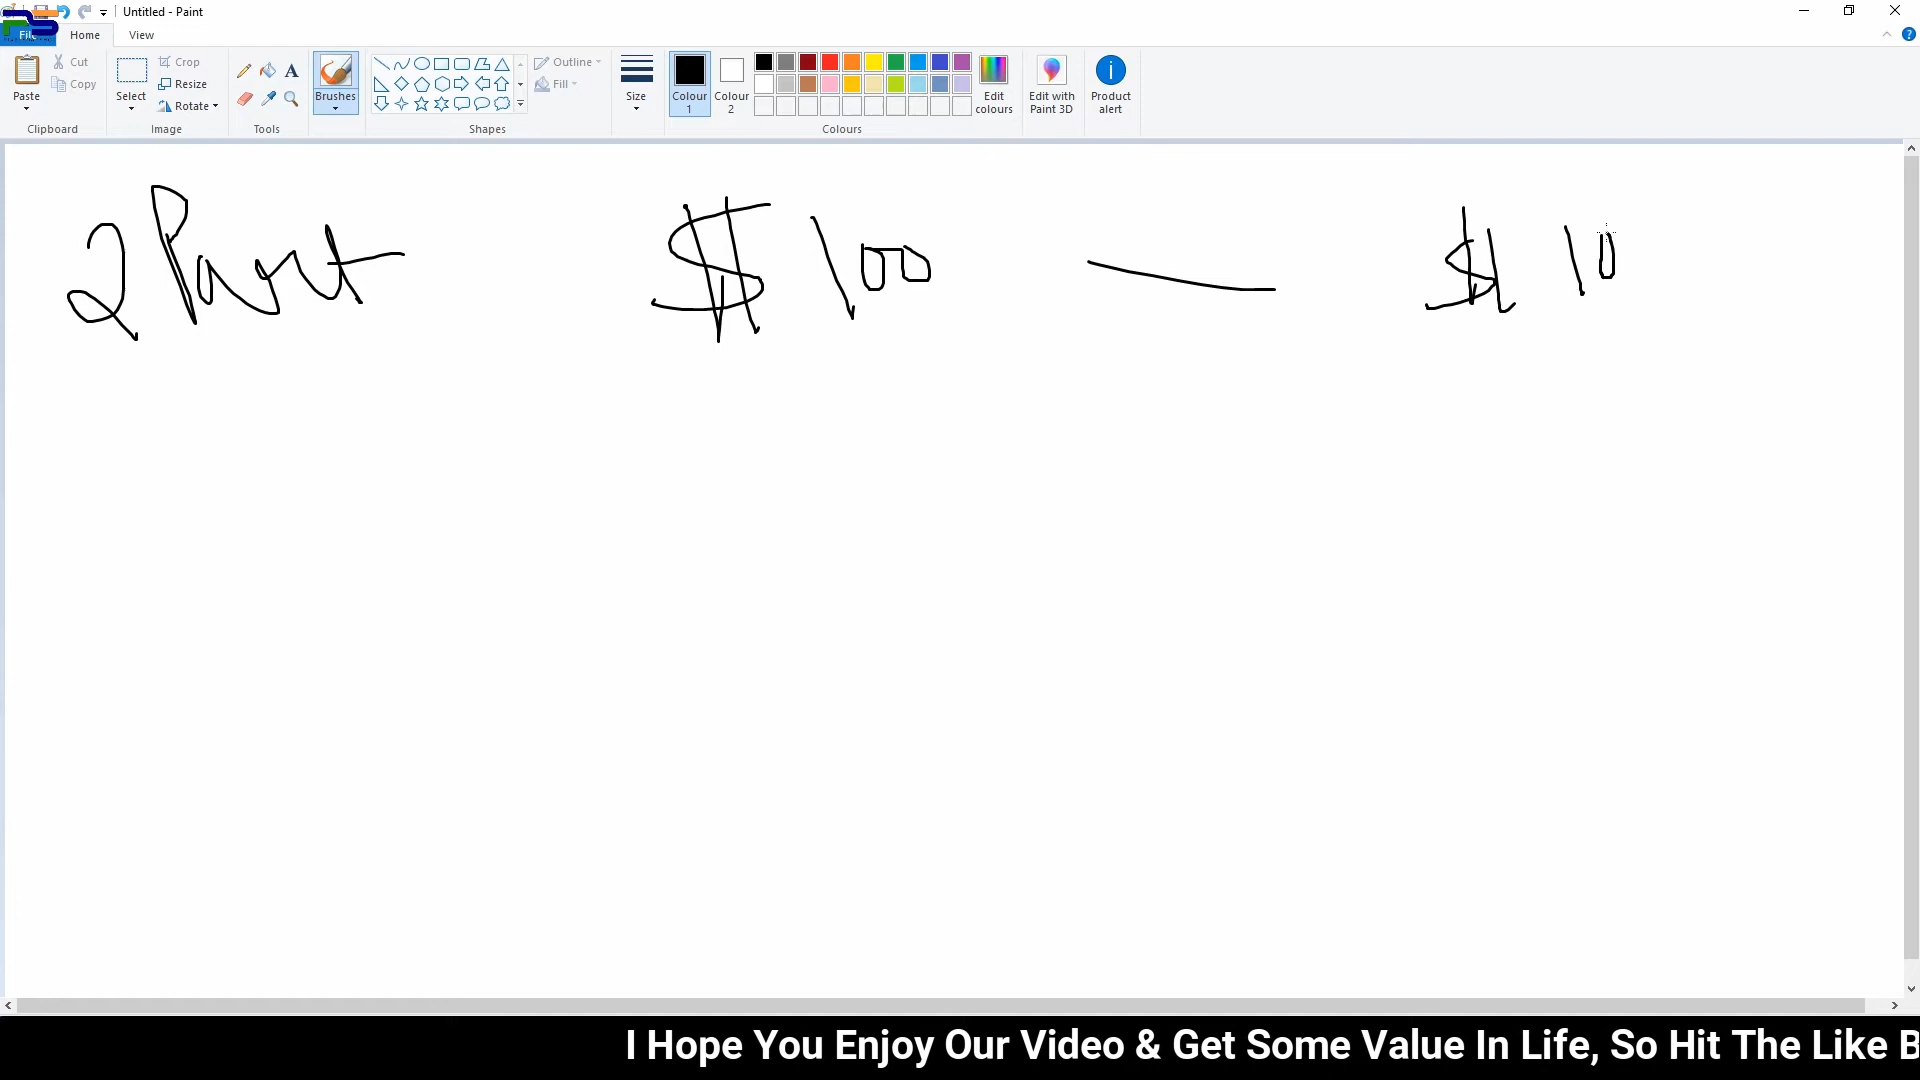 Untitled - Paint
File Home View
Paste Cut Copy Clipboard
Select Crop Resize Rotate Image
A Tools
Brushes
Shapes
Outline Fill
Size
Colour 1 Colour 2 Edit colours Colours
Edit with Paint 3D
Product alert
2 Part $ 100 — $ 10
I Hope You Enjoy Our Video & Get Some Value In Life, So Hit The Like B